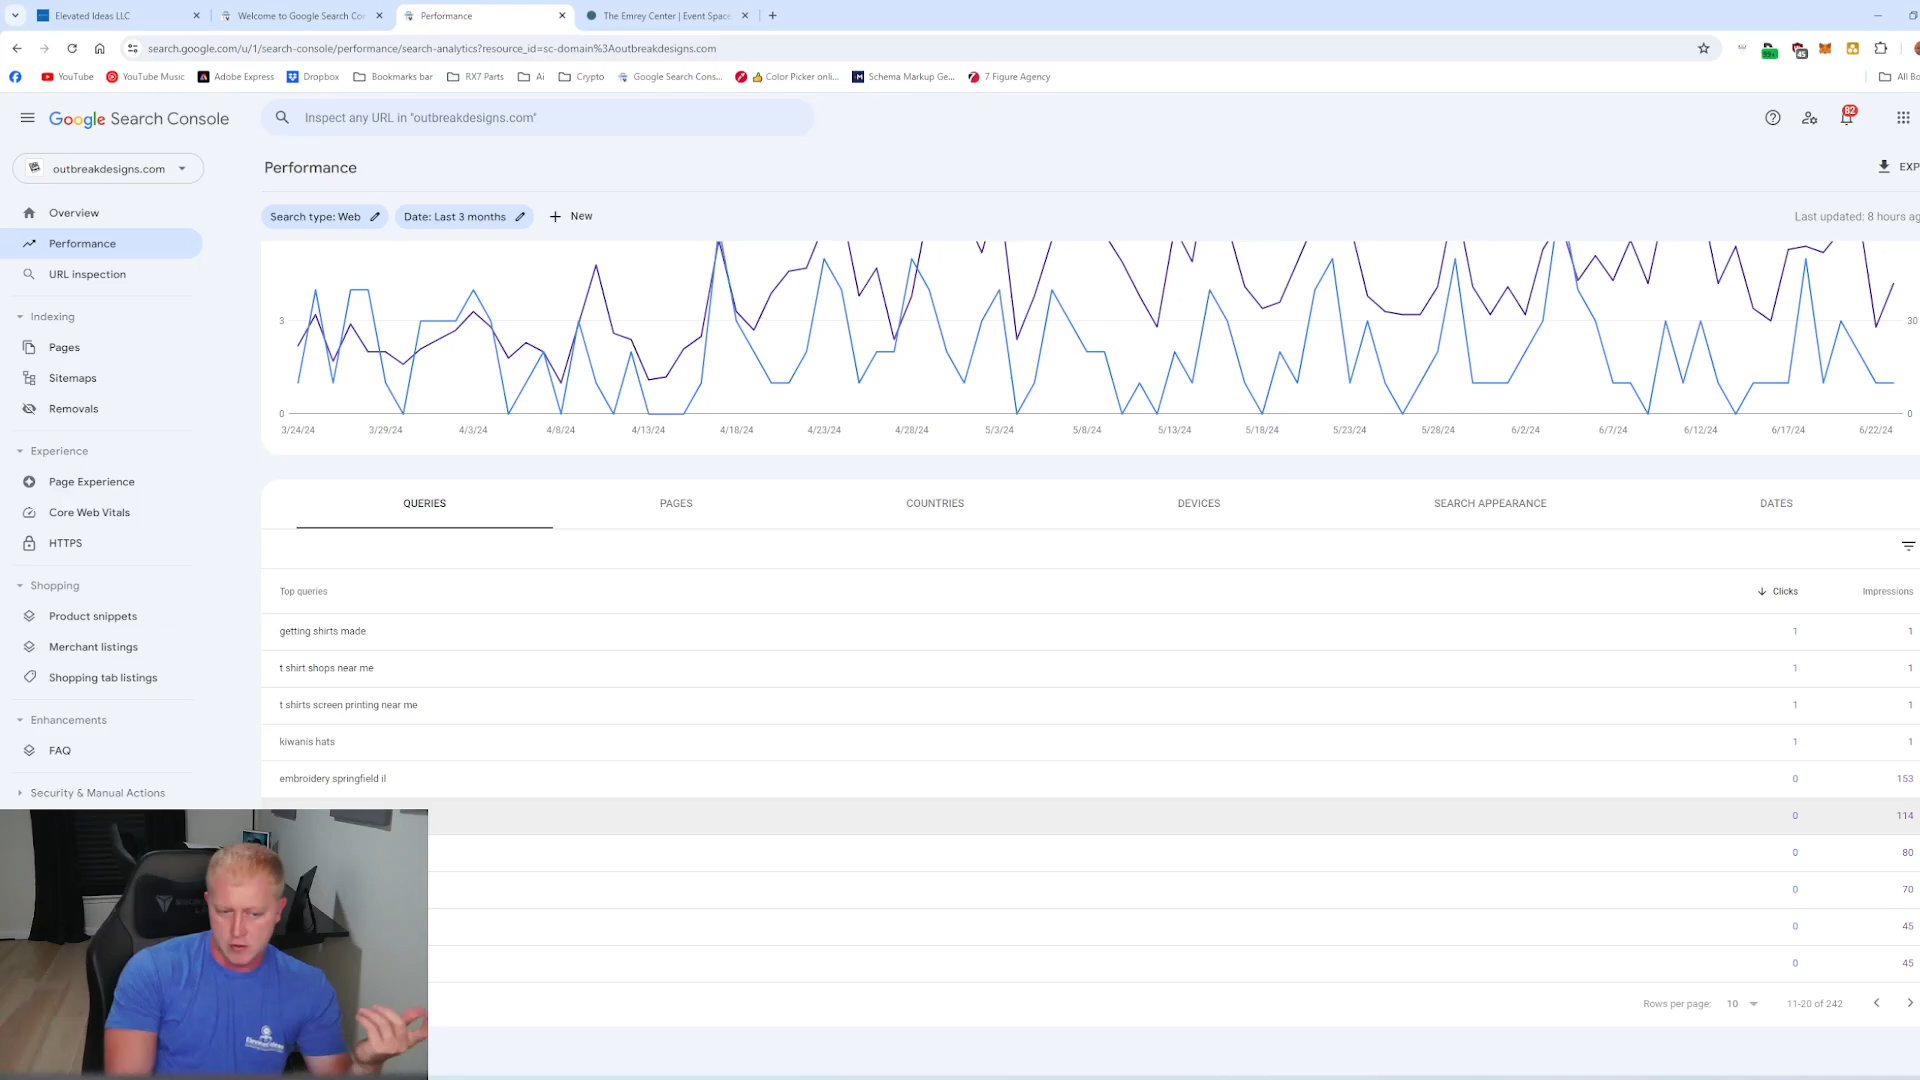 Elevated Ideas LLC
Welcome to Google Search Co
Performance
The Emrey Center | Event Space
search.google.com/u/1/search-console/performance/search-analytics?resource_id=sc-domain%3Aoutbreakdesigns.com
YouTube
YouTube Music
Adobe Express
Dropbox
Bookmarks bar
RX7 Parts
Ai
Crypto
Google Search Cons...
Color Picker onli...
Schema Markup Ge...
7 Figure Agency
All Bo
Google Search Console
Inspect any URL in "outbreakdesigns.com"
82
outbreakdesigns.com
Performance
EXP
Overview
Performance
URL inspection
Indexing
Pages
Sitemaps
Removals
Experience
Page Experience
Core Web Vitals
HTTPS
Shopping
Product snippets
Merchant listings
Shopping tab listings
Enhancements
FAQ
Security & Manual Actions
Search type: Web
Date: Last 3 months
New
Last updated: 8 hours ag
3
30
0
0
3/24/24 3/29/24 4/3/24 4/8/24 4/13/24 4/18/24 4/23/24 4/28/24 5/3/24 5/8/24 5/13/24 5/18/24 5/23/24 5/28/24 6/2/24 6/7/24 6/12/24 6/17/24 6/22/24
QUERIES PAGES COUNTRIES DEVICES SEARCH APPEARANCE DATES
Top queries Clicks Impressions
getting shirts made 1 1
t shirt shops near me 1 1
t shirts screen printing near me 1 1
kiwanis hats 1 1
embroidery springfield il 0 153
0 114
0 80
0 70
0 45
0 45
Rows per page: 10 11-20 of 242